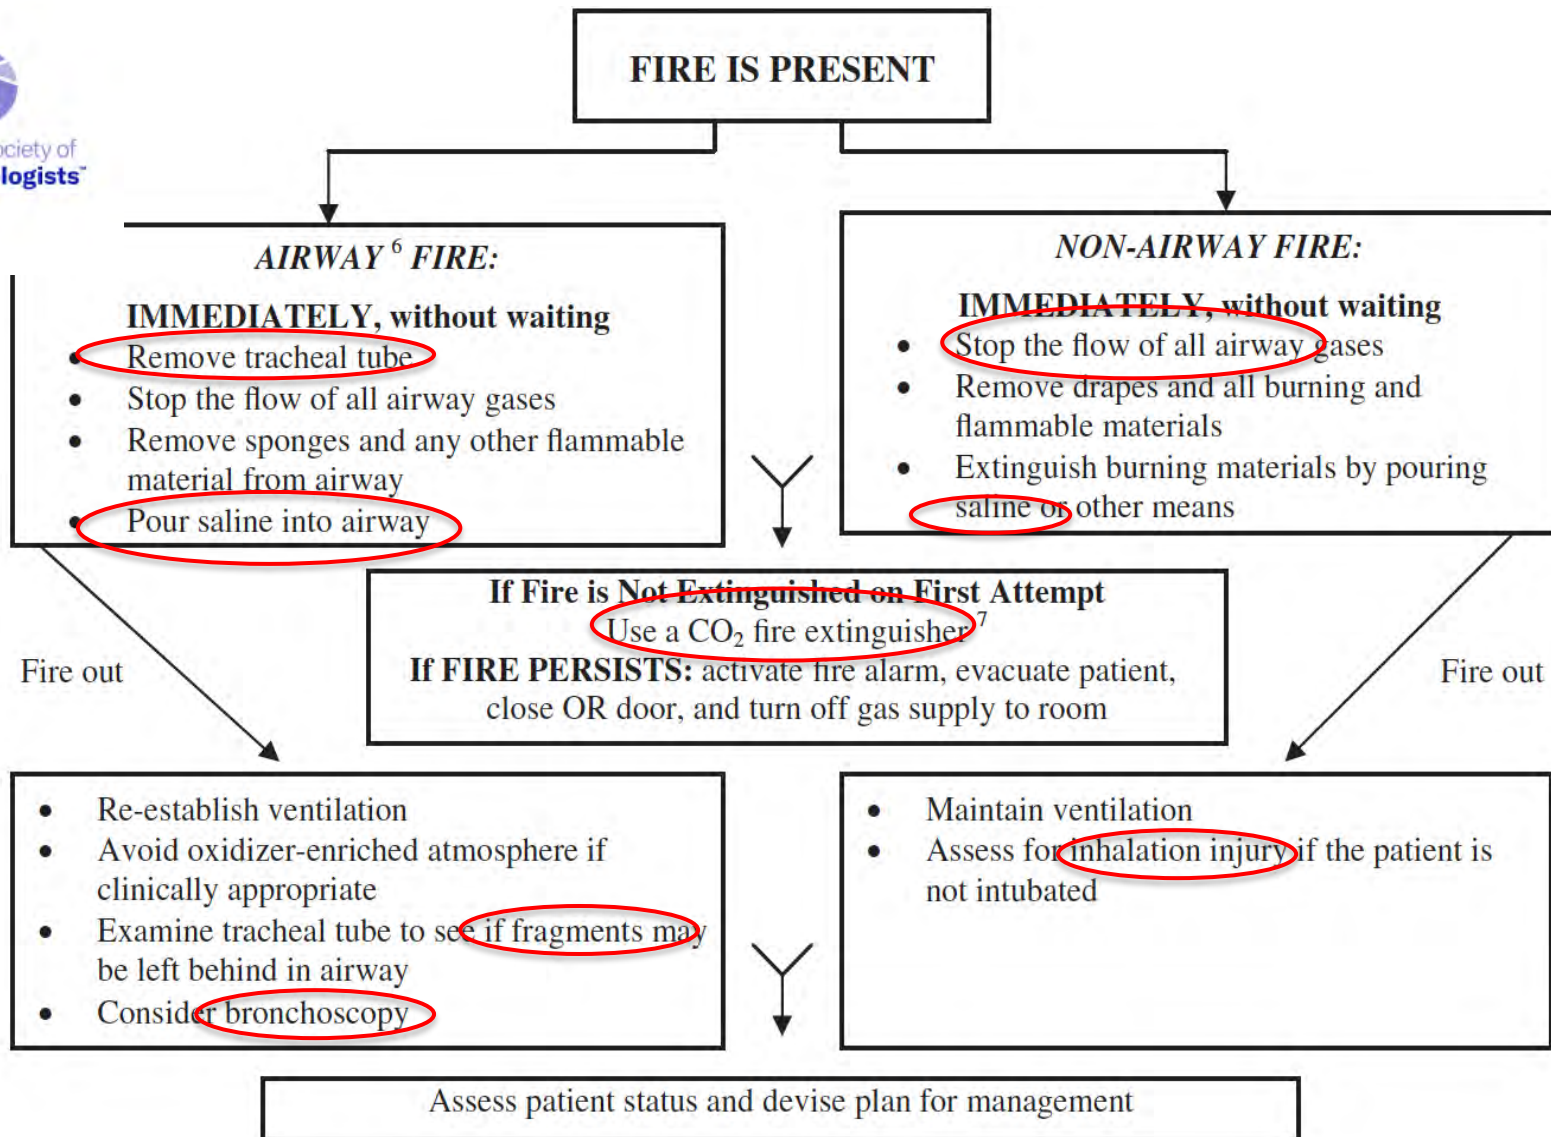 FIRE IS PRESENT
ociety of
logists™
AIRWAY 6 FIRE:
IMMEDIATELY, without waiting
• Remove tracheal tube
• Stop the flow of all airway gases
• Remove sponges and any other flammable
material from airway
• Pour saline into airway
NON-AIRWAY FIRE:
IMMEDIATELY, without waiting
• Stop the flow of all airway gases
• Remove drapes and all burning and
flammable materials
• Extinguish burning materials by pouring
saline or other means
If Fire is Not Extinguished on First Attempt
Use a CO₂ fire extinguisher 7
If FIRE PERSISTS: activate fire alarm, evacuate patient,
close OR door, and turn off gas supply to room
Fire out
Fire out
• Re-establish ventilation
• Avoid oxidizer-enriched atmosphere if
clinically appropriate
• Examine tracheal tube to see if fragments may
be left behind in airway
• Consider bronchoscopy
• Maintain ventilation
• Assess for inhalation injury if the patient is
not intubated
Assess patient status and devise plan for management